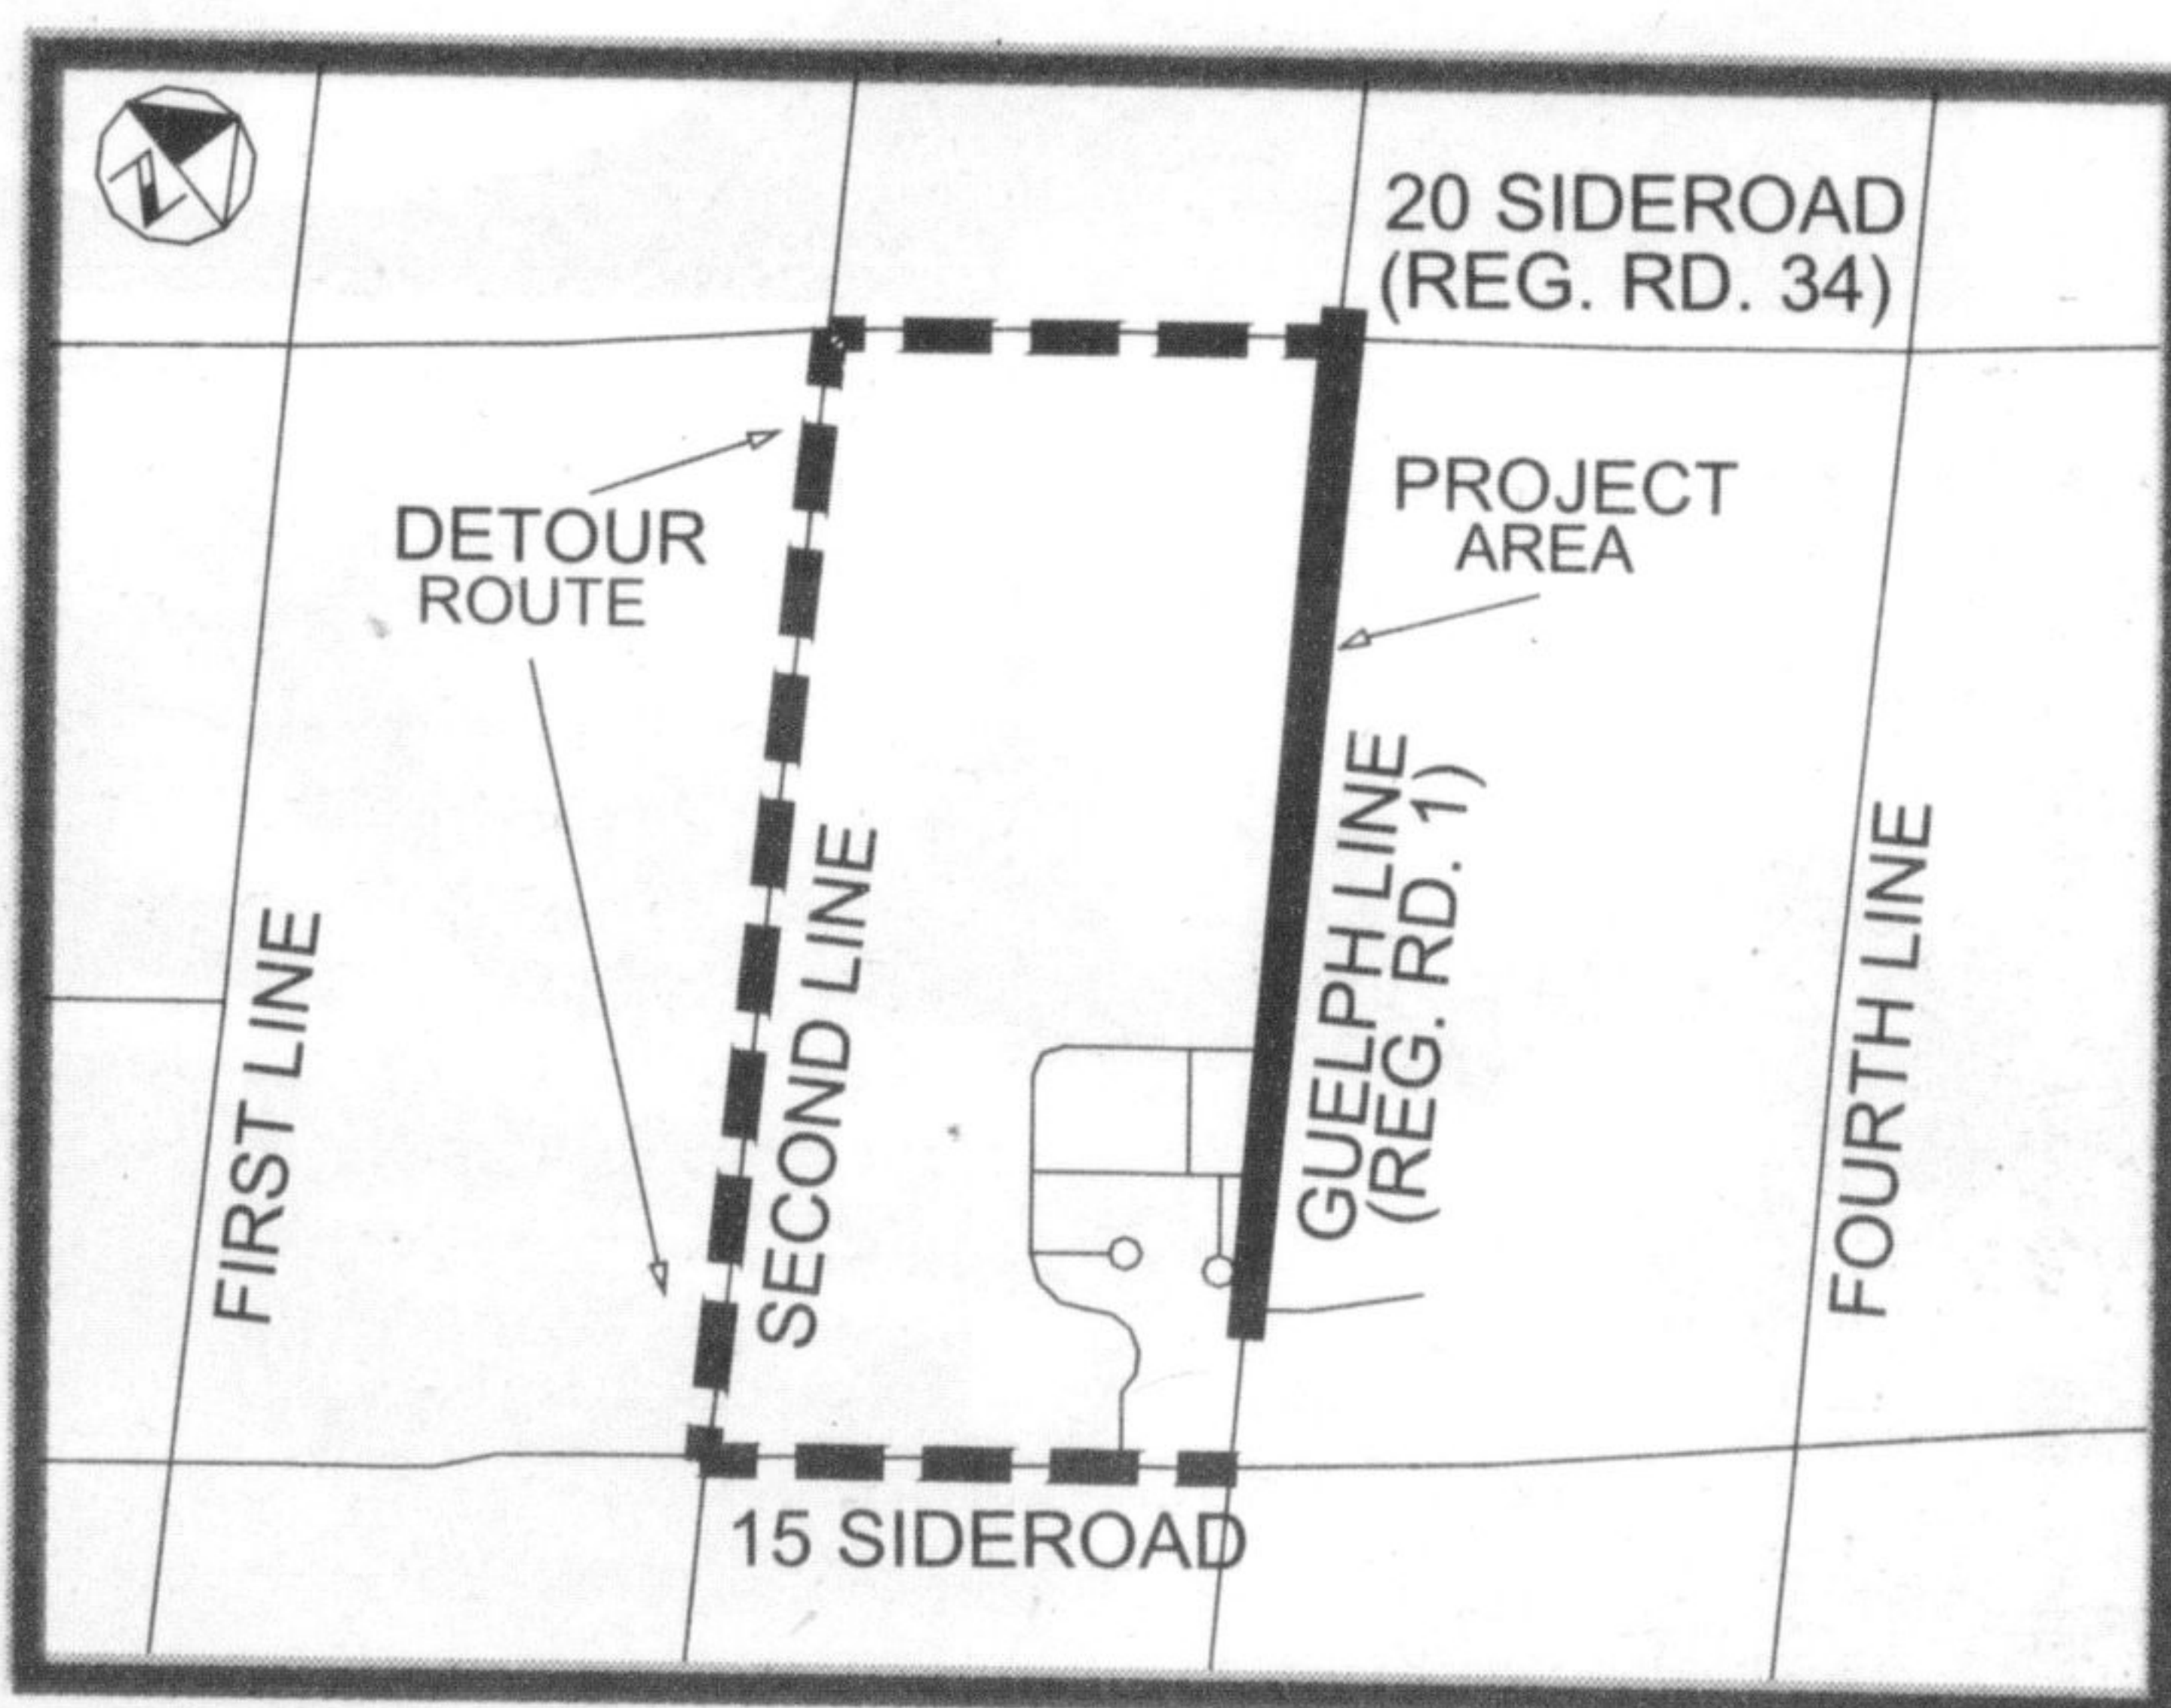 N
20 SIDEROAD
(REG. RD. 34)
DETOUR
ROUTE
PROJECT
AREA
FIRST LINE
SECOND LINE
GUELPH LINE
(REG. RD. 1)
FOURTH LINE
15 SIDEROAD